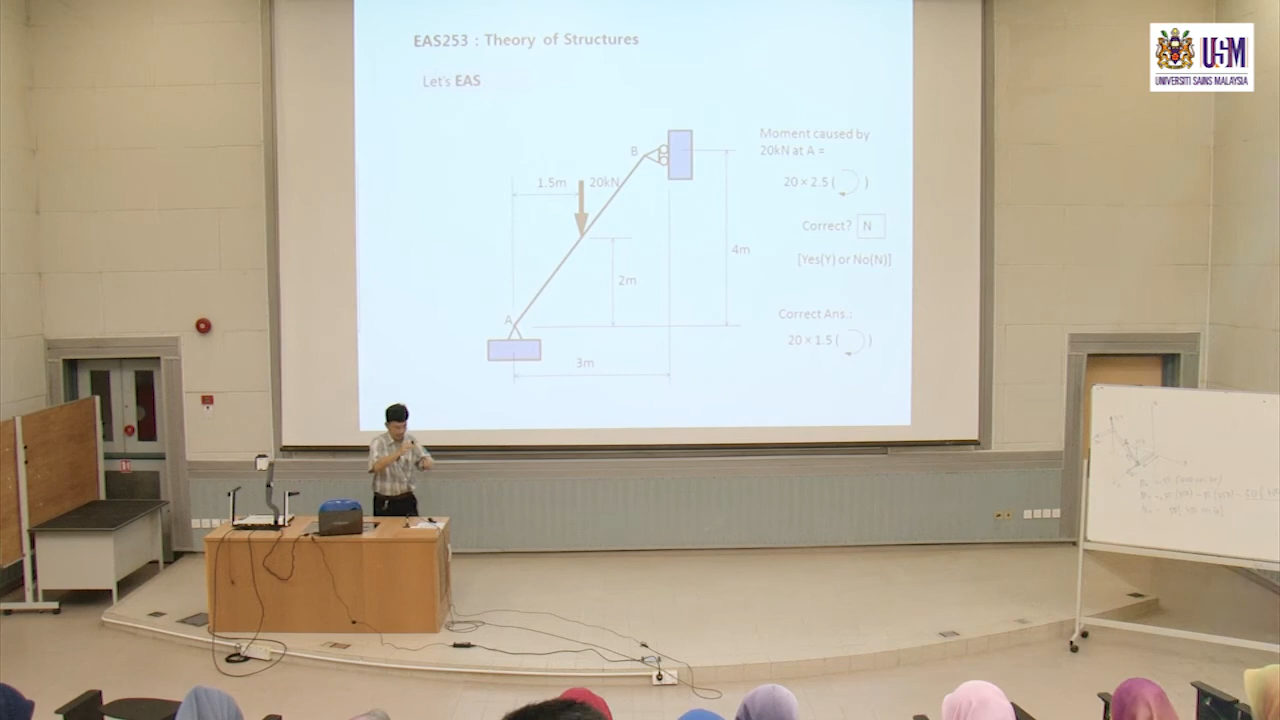 EAS253 : Theory of Structures
Let's EAS
USM
UNIVERSITI SAINS MALAYSIA
B
1.5m
20kN
4m
2m
A
3m
Moment caused by
20kN at A =
20 × 2.5 ( )
Correct? N
[Yes(Y) or No(N)]
Correct Ans.:
20 × 1.5 ( )